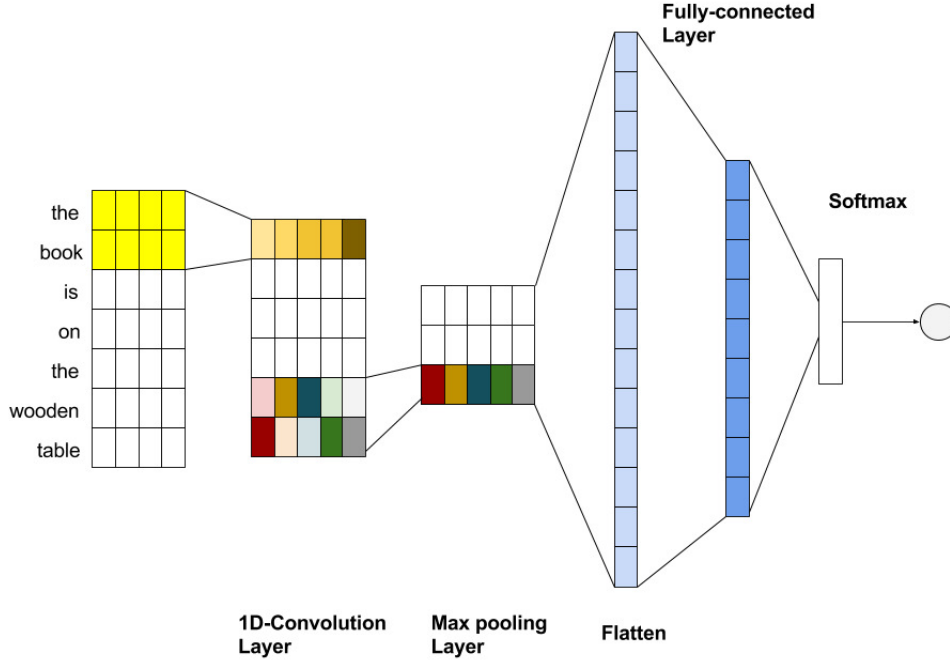 Fully-connected
Layer
Softmax
the
book
is
on
the
wooden
table
1D-Convolution
Layer
Max pooling
Layer
Flatten